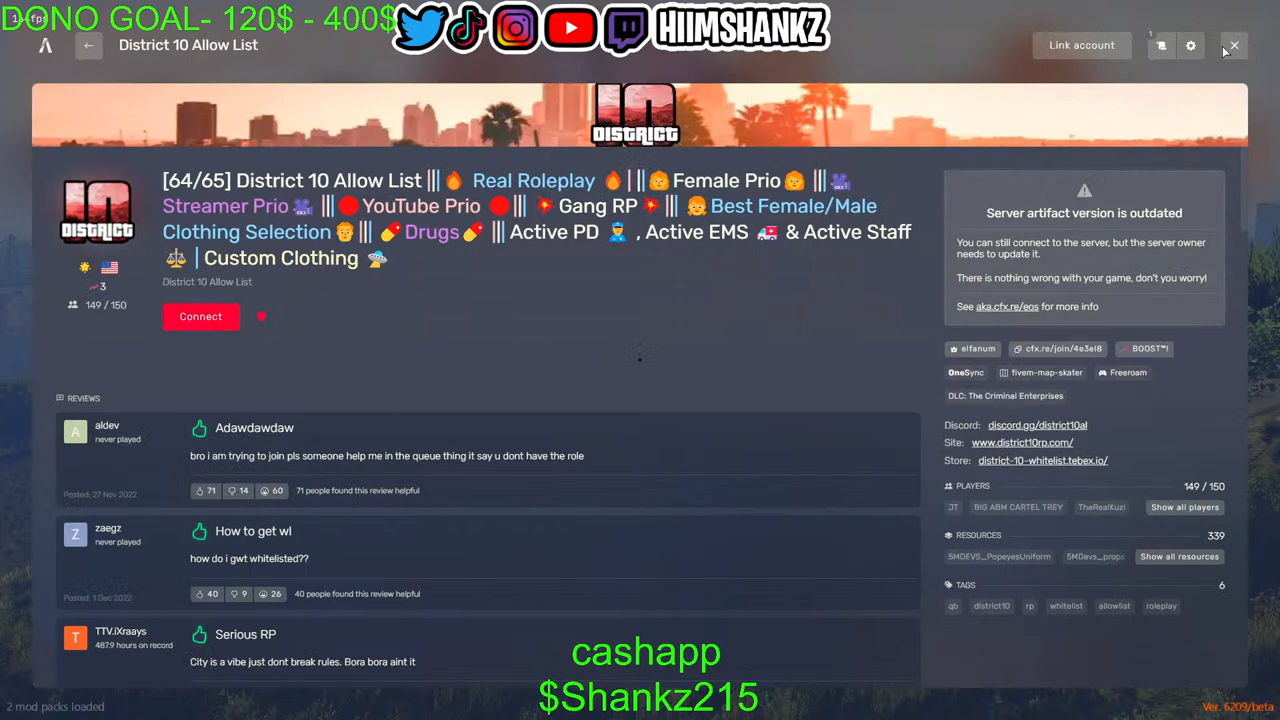 DONO GOAL- 120$ - 400$
HIIMSHANKZ
District 10 Allow List
Link account
1
IN
DISTRICT
[64/65] District 10 Allow List||| Real Roleplay ||| Female Prio |||
Streamer Prio ||| YouTube Prio ||| Gang RP ||| Best Female/Male
Clothing Selection ||| Drugs |||Active PD , Active EMS & Active Staff
| Custom Clothing
District 10 Allow List
IN
DISTRICT
3
149 / 150
Connect
Server artifact version is outdated
You can still connect to the server, but the server owner
needs to update it.
There is nothing wrong with your game, don't you worry!
See aka.cfx.re/eos for more info
elfanum
cfx.re/join/4e3el8
BOOST™!
OneSync
fivem-map-skater
Freeroam
DLC: The Criminal Enterprises
Discord: discord.gg/district10al
Site: www.district10rp.com/
Store: district-10-whitelist.tebex.io/
PLAYERS 149 / 150
JT BIG ABM CARTEL TREY TheRealKuzi Show all players
RESOURCES 339
5MDEVS_PopeyesUniform 5MDevs_props Show all resources
TAGS 6
qb district10 rp whitelist allowlist roleplay
REVIEWS
A
aldev
never played
Posted: 27 Nov 2022
Adawdawdaw
bro i am trying to join pls someone help me in the queue thing it say u dont have the role
71 14 60 71 people found this review helpful
Z
zaegz
never played
Posted: 1 Dec 2022
How to get wl
how do i gwt whitelisted??
40 9 26 40 people found this review helpful
T
TTV.iXraays
487.9 hours on record
Serious RP
City is a vibe just dont break rules. Bora bora aint it
cashapp
$Shankz215
2 mod packs loaded
Ver. 6209/beta